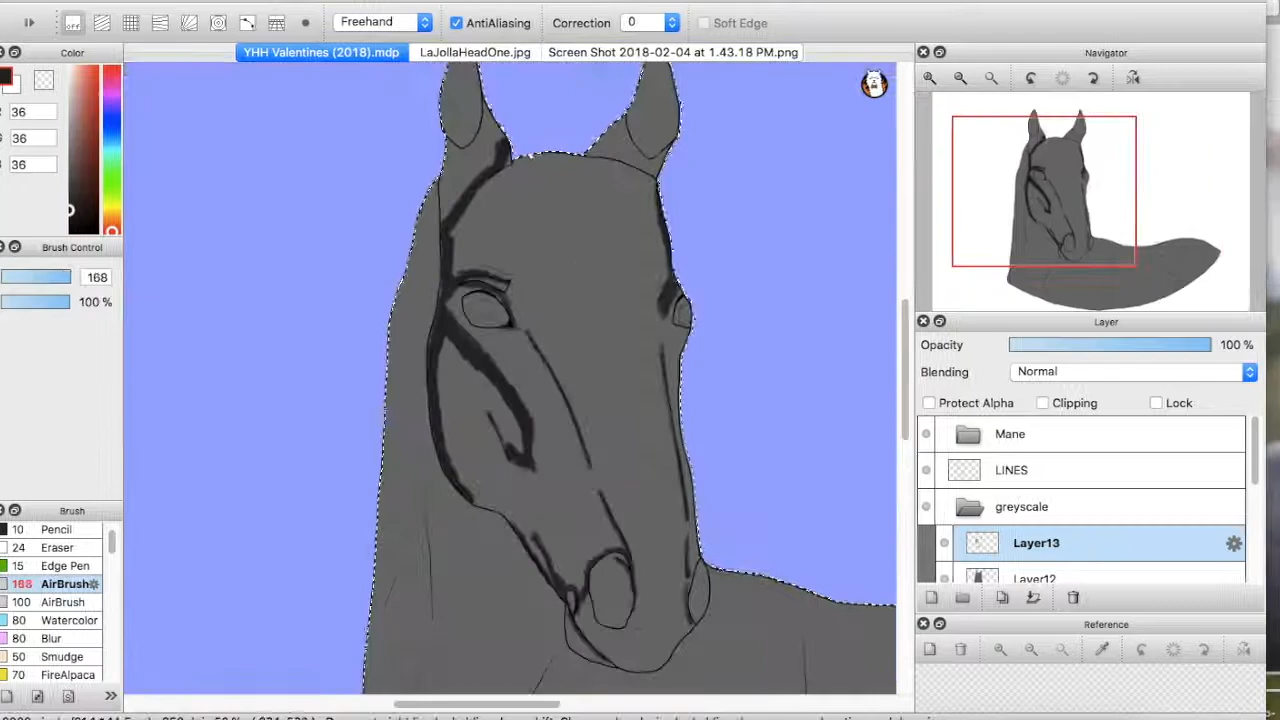 off
Freehand
AntiAliasing
Correction
0
Soft Edge
Color
YHH Valentines (2018).mdp
LaJollaHeadOne.jpg
Screen Shot 2018-02-04 at 1.43.18 PM.png
Navigator
36
36
36
Brush Control
168
100 %
Layer
Opacity
100 %
Blending
Normal
Protect Alpha
Clipping
Lock
Mane
LINES
greyscale
Layer13
Layer12
Brush
10 Pencil
24 Eraser
15 Edge Pen
168 AirBrush
100 AirBrush
80 Watercolor
80 Blur
50 Smudge
70 FireAlpaca
Reference